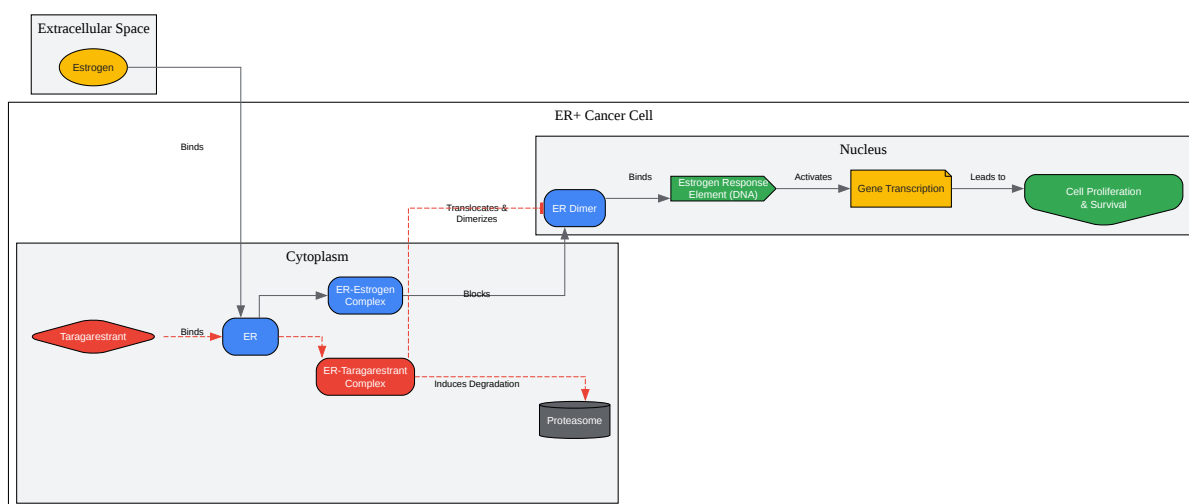 Extracellular Space
Estrogen
ER+ Cancer Cell
Binds
Nucleus
Binds
Estrogen Response
Element (DNA)
Activates
Gene Transcription
Leads to
Cell Proliferation
& Survival
ER Dimer
Translocates &
Dimerizes
Cytoplasm
ER-Estrogen
Complex
Blocks
Taragarestrant
Binds
ER
ER-Taragarestrant
Complex
Induces Degradation
Proteasome